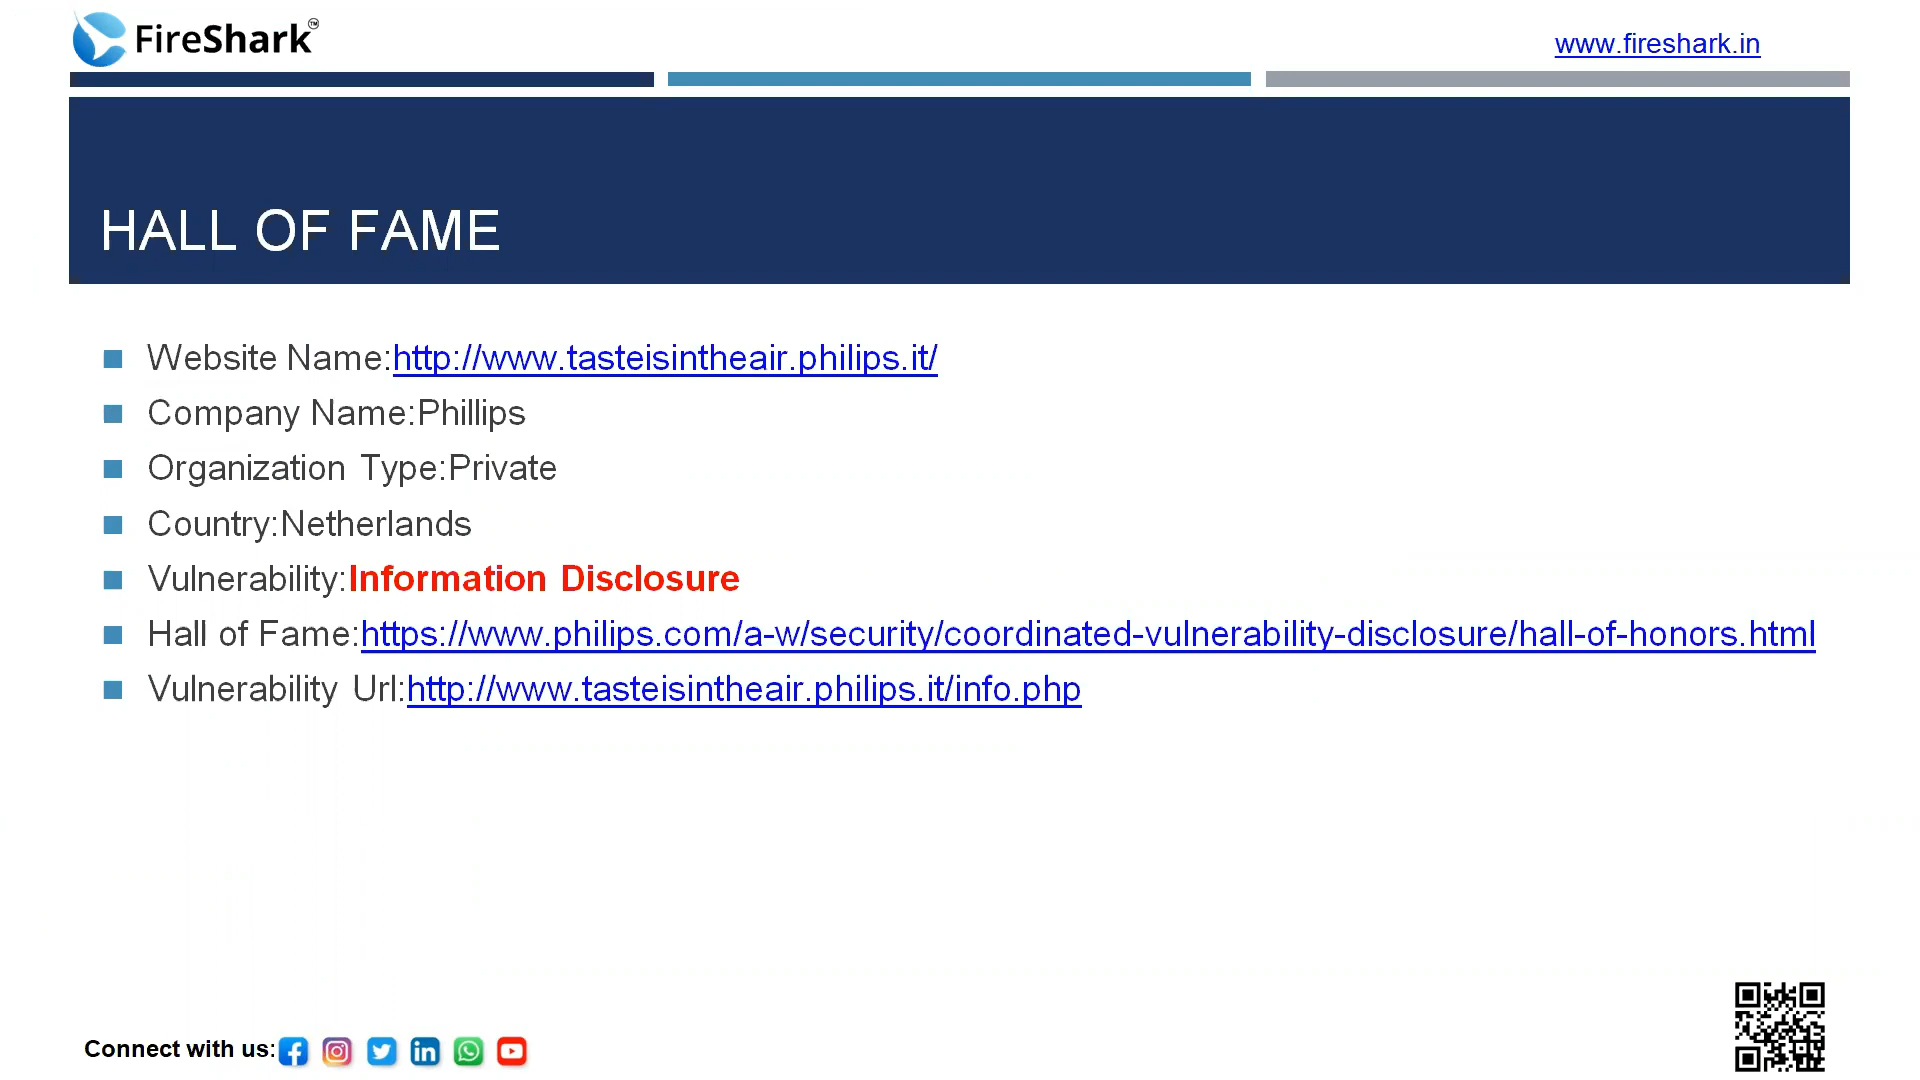 FireShark™
www.fireshark.in
HALL OF FAME
Website Name:http://www.tasteisintheair.philips.it/
Company Name:Phillips
Organization Type:Private
Country:Netherlands
Vulnerability:Information Disclosure
Hall of Fame:https://www.philips.com/a-w/security/coordinated-vulnerability-disclosure/hall-of-honors.html
Vulnerability Url:http://www.tasteisintheair.philips.it/info.php
Connect with us: